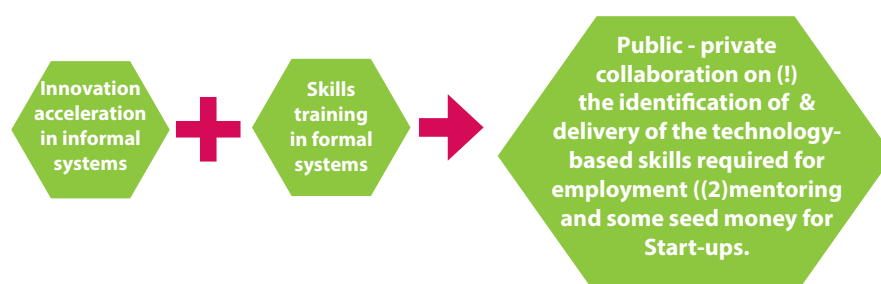 Innovation
acceleration
in informal
systems
Skills
training
in formal
systems
Public - private
collaboration on (!)
the identification of &
delivery of the technology-
based skills required for
employment ((2)mentoring
and some seed money for
Start-ups.